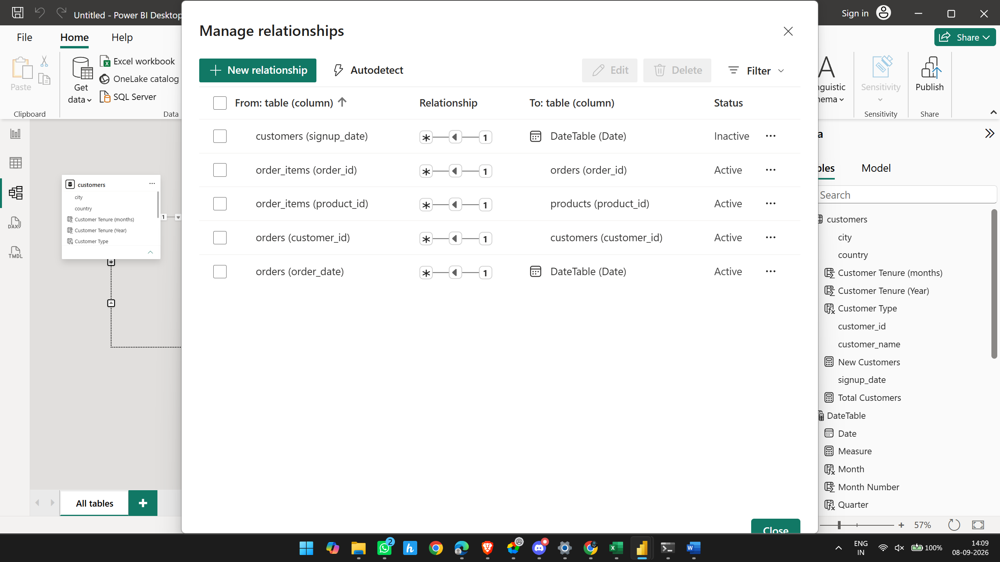 Untitled - Power BI Desktop
Sign in
File
Home
Help
Share
Paste
Get
data
Excel workbook
OneLake catalog
SQL Server
Clipboard
Data
Sensitivity
Publish
Sensitivity
Share
Manage relationships
New relationship
Autodetect
Edit
Delete
Filter
From: table (column)
Relationship
To: table (column)
Status
customers (signup_date)
* 1
DateTable (Date)
Inactive
order_items (order_id)
* 1
orders (order_id)
Active
order_items (product_id)
* 1
products (product_id)
Active
orders (customer_id)
* 1
customers (customer_id)
Active
orders (order_date)
* 1
DateTable (Date)
Active
Close
customers
city
country
Customer Tenure (months)
Customer Tenure (Year)
Customer Type
1
*
DAX
TMDL
All tables
Model
Search
customers
city
country
Customer Tenure (months)
Customer Tenure (Year)
Customer Type
customer_id
customer_name
New Customers
signup_date
Total Customers
DateTable
Date
Measure
Month
Month Number
Quarter
57%
2
ENG
IN
100%
14:09
08-09-2026